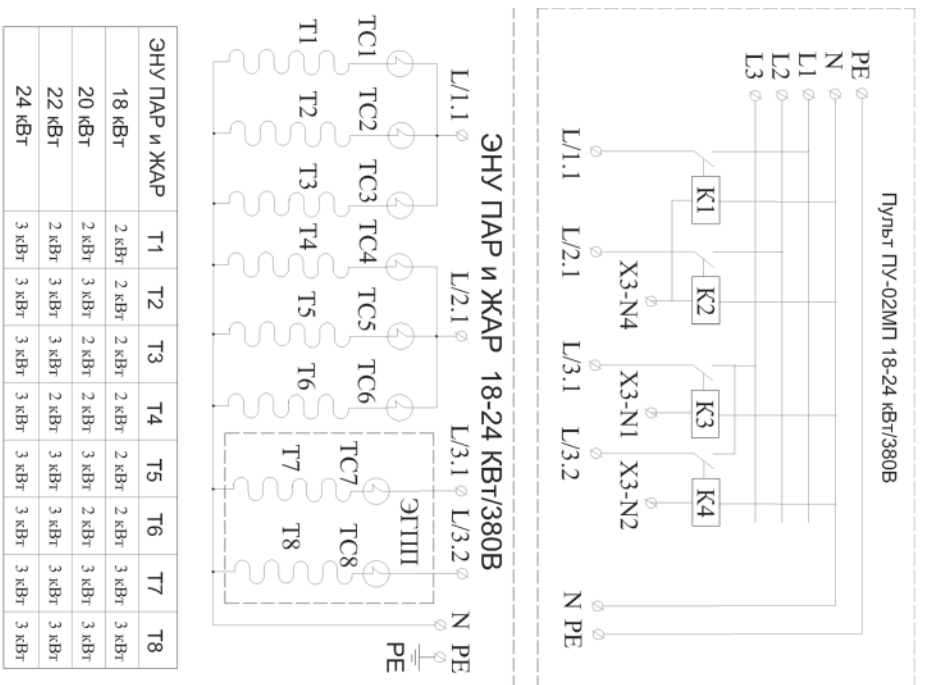 Пульт ПУ-02МП 18-24 кВт/380В
PE
N
L1
L2
L3
K1 K2 K3 K4
X3-N4 X3-N1 X3-N2
L/1.1 L/2.1 L/3.1 L/3.2 N PE
ЭНУ ПАР и ЖАР 18-24 КВт/380В
L/1.1 L/2.1 L/3.1 L/3.2 N PE
PE
ЭГПП
TC1 TC2 TC3 TC4 TC5 TC6 TC7 TC8
T1 T2 T3 T4 T5 T6 T7 T8
ЭНУ ПАР и ЖАР T1 T2 T3 T4 T5 T6 T7 T8
18 кВт 2 кВт 2 кВт 2 кВт 2 кВт 2 кВт 2 кВт 3 кВт 3 кВт
20 кВт 2 кВт 3 кВт 2 кВт 2 кВт 3 кВт 2 кВт 3 кВт 3 кВт
22 кВт 2 кВт 3 кВт 3 кВт 2 кВт 3 кВт 3 кВт 3 кВт 3 кВт
24 кВт 3 кВт 3 кВт 3 кВт 3 кВт 3 кВт 3 кВт 3 кВт 3 кВт